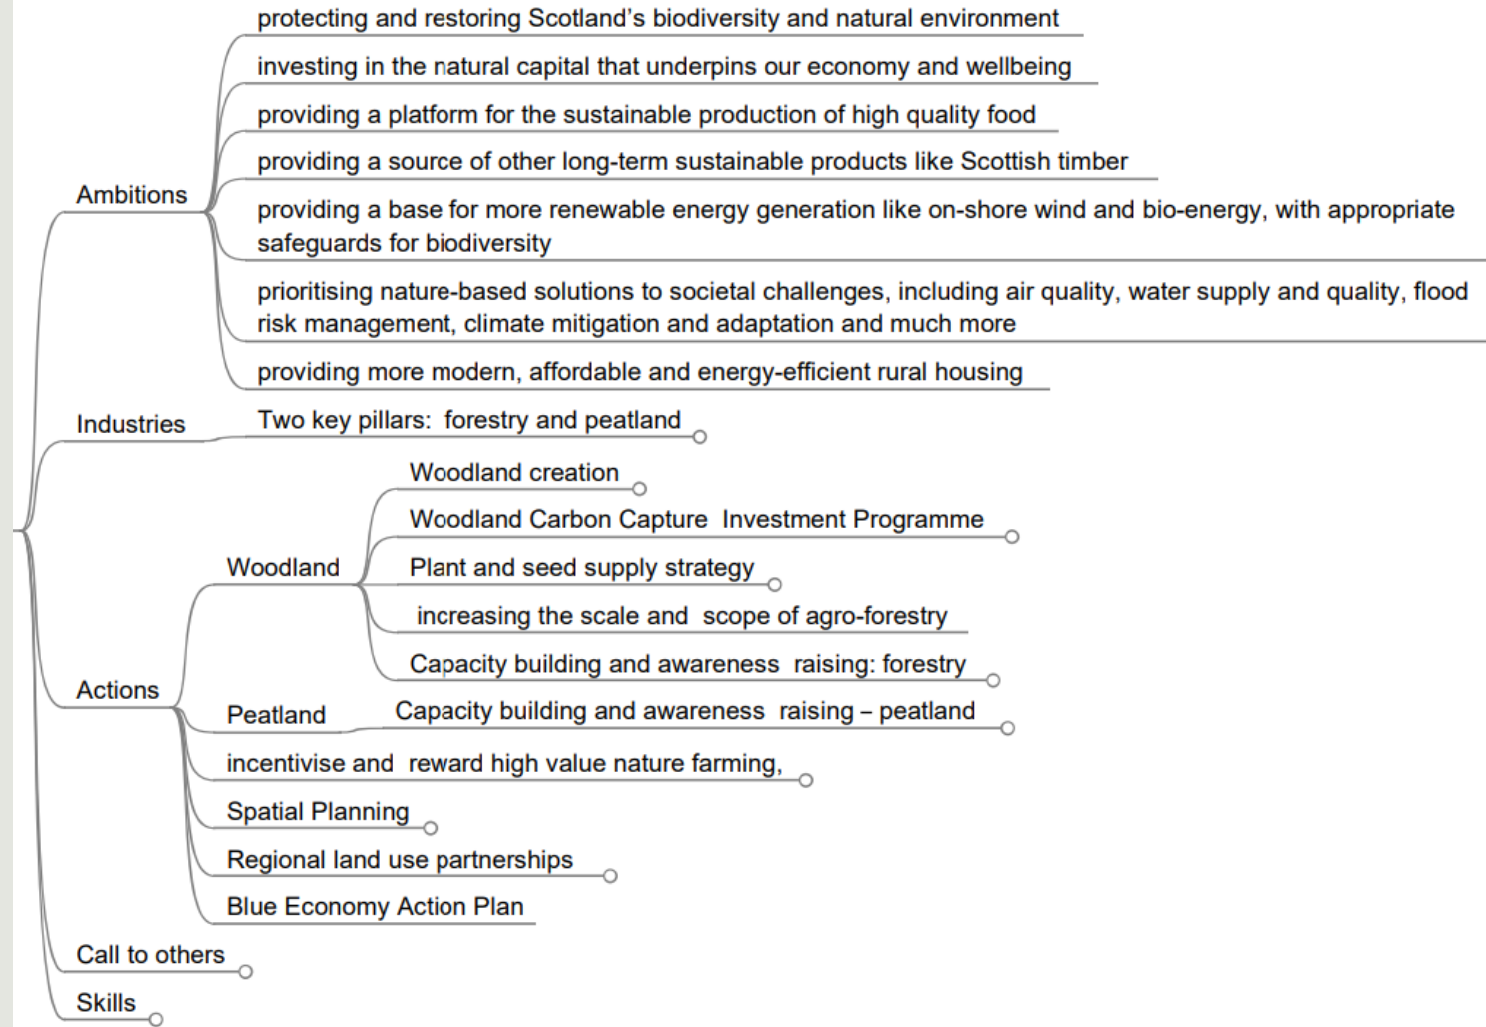 protecting and restoring Scotland's biodiversity and natural environment
investing in the natural capital that underpins our economy and wellbeing
providing a platform for the sustainable production of high quality food
providing a source of other long-term sustainable products like Scottish timber
Ambitions
providing a base for more renewable energy generation like on-shore wind and bio-energy, with appropriate
safeguards for biodiversity
prioritising nature-based solutions to societal challenges, including air quality, water supply and quality, flood
risk management, climate mitigation and adaptation and much more
providing more modern, affordable and energy-efficient rural housing
Industries
Two key pillars: forestry and peatland
Woodland creation
Woodland Carbon Capture Investment Programme
Woodland
Plant and seed supply strategy
increasing the scale and scope of agro-forestry
Capacity building and awareness raising: forestry
Actions
Peatland
Capacity building and awareness raising – peatland
incentivise and reward high value nature farming,
Spatial Planning
Regional land use partnerships
Blue Economy Action Plan
Call to others
Skills